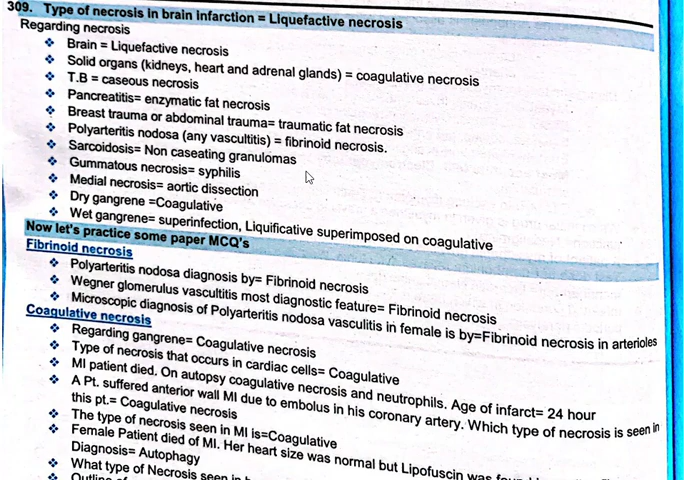 309. Type of necrosis in brain infarction = Liquefactive necrosis
Regarding necrosis
❖ Brain = Liquefactive necrosis
❖ Solid organs (kidneys, heart and adrenal glands) = coagulative necrosis
❖ T.B = caseous necrosis
❖ Pancreatitis= enzymatic fat necrosis
❖ Breast trauma or abdominal trauma= traumatic fat necrosis
❖ Polyarteritis nodosa (any vascultitis) = fibrinoid necrosis.
❖ Sarcoidosis= Non caseating granulomas
❖ Gummatous necrosis= syphilis
❖ Medial necrosis= aortic dissection
❖ Dry gangrene =Coagulative
❖ Wet gangrene= superinfection, Liquificative superimposed on coagulative
Now let's practice some paper MCQ's
Fibrinoid necrosis
❖ Polyarteritis nodosa diagnosis by= Fibrinoid necrosis
❖ Wegner glomerulus vascultitis most diagnostic feature= Fibrinoid necrosis
❖ Microscopic diagnosis of Polyarteritis nodosa vasculitis in female is by=Fibrinoid necrosis in arterioles
Coagulative necrosis
❖ Regarding gangrene= Coagulative necrosis
❖ Type of necrosis that occurs in cardiac cells= Coagulative
❖ MI patient died. On autopsy coagulative necrosis and neutrophils. Age of infarct= 24 hour
❖ A Pt. suffered anterior wall MI due to embolus in his coronary artery. Which type of necrosis is seen in
this pt.= Coagulative necrosis
❖ The type of necrosis seen in MI is=Coagulative
❖ Female Patient died of MI. Her heart size was normal but Lipofuscin was
Diagnosis= Autophagy
❖ What type of Necrosis seen in
❖ Outline of